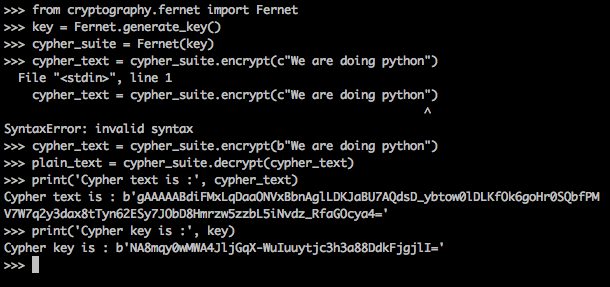 >>> from cryptography.fernet import Fernet
>>> key = Fernet.generate_key()
>>> cypher_suite = Fernet(key)
>>> cypher_text = cypher_suite.encrypt(c"We are doing python")
  File "<stdin>", line 1
    cypher_text = cypher_suite.encrypt(c"We are doing python")
                                                            ^
SyntaxError: invalid syntax
>>> cypher_text = cypher_suite.encrypt(b"We are doing python")
>>> plain_text = cypher_suite.decrypt(cypher_text)
>>> print('Cypher text is :', cypher_text)
Cypher text is : b'gAAAAABdiFMxLqDaaONVxBbnAglLDKJaBU7AQdsD_ybtow0lDLKfOk6goHr0SQbfPM
V7W7q2y3dax8tTyn62ESy7JObD8Hmrzw5zzbL5iNvdz_RfaGOcya4='
>>> print('Cypher key is :', key)
Cypher key is : b'NA8mqy0wMWA4JljGqX-WuIuuytjc3h3a88DdkFjgjlI='
>>>